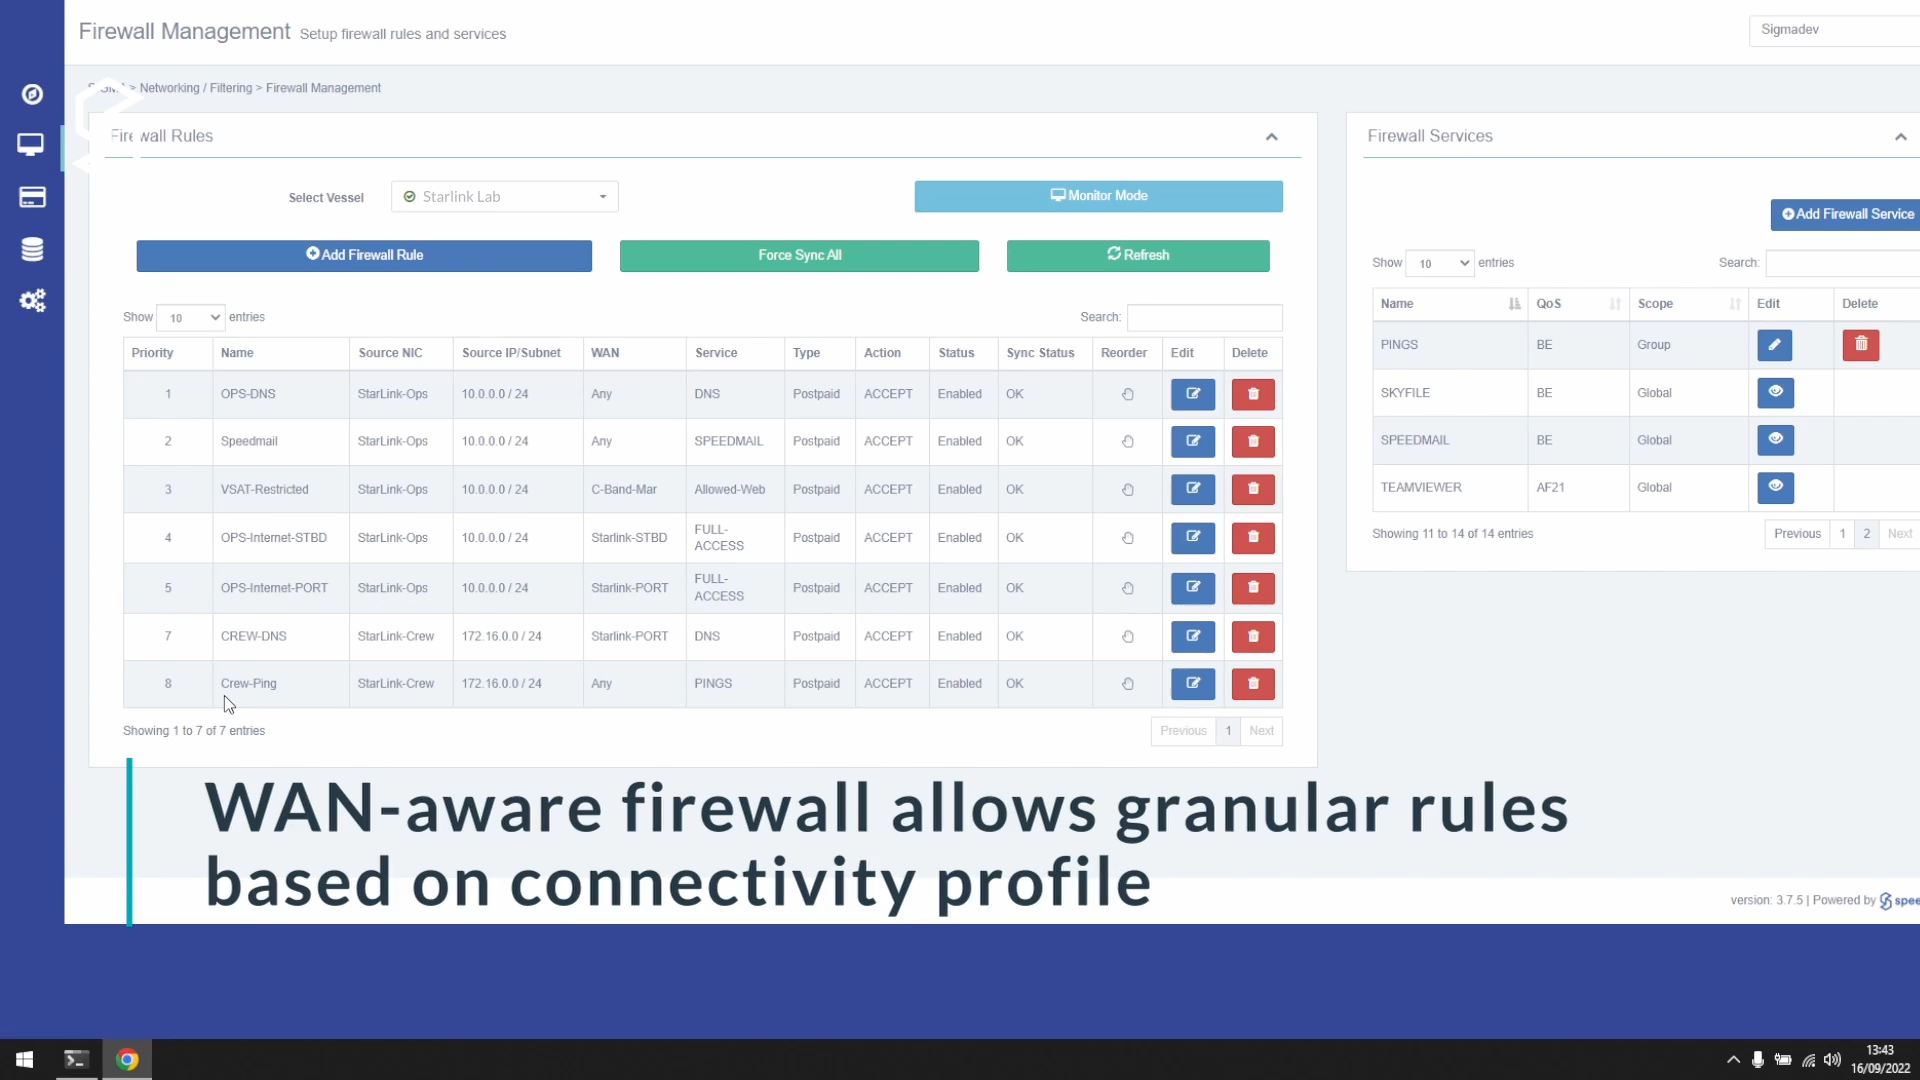 Firewall Management Setup firewall rules and services
Sigmadev
> Networking / Filtering > Firewall Management
Firewall Rules
Select Vessel Starlink Lab Monitor Mode
Add Firewall Rule Force Sync All Refresh
Show 10 entries Search:
Priority Name Source NIC Source IP/Subnet WAN Service Type Action Status Sync Status Reorder Edit Delete
1 OPS-DNS StarLink-Ops 10.0.0.0 / 24 Any DNS Postpaid ACCEPT Enabled OK
2 Speedmail StarLink-Ops 10.0.0.0 / 24 Any SPEEDMAIL Postpaid ACCEPT Enabled OK
3 VSAT-Restricted StarLink-Ops 10.0.0.0 / 24 C-Band-Mar Allowed-Web Postpaid ACCEPT Enabled OK
4 OPS-Internet-STBD StarLink-Ops 10.0.0.0 / 24 Starlink-STBD FULL-
ACCESS Postpaid ACCEPT Enabled OK
5 OPS-Internet-PORT StarLink-Ops 10.0.0.0 / 24 Starlink-PORT FULL-
ACCESS Postpaid ACCEPT Enabled OK
7 CREW-DNS StarLink-Crew 172.16.0.0 / 24 Starlink-PORT DNS Postpaid ACCEPT Enabled OK
8 Crew-Ping StarLink-Crew 172.16.0.0 / 24 Any PINGS Postpaid ACCEPT Enabled OK
Showing 1 to 7 of 7 entries Previous 1 Next
Firewall Services
Add Firewall Service
Show 10 entries Search:
Name QoS Scope Edit Delete
PINGS BE Group
SKYFILE BE Global
SPEEDMAIL BE Global
TEAMVIEWER AF21 Global
Showing 11 to 14 of 14 entries Previous 1 2 Next
WAN-aware firewall allows granular rules
based on connectivity profile
version: 3.7.5 | Powered by spee
13:43
16/09/2022